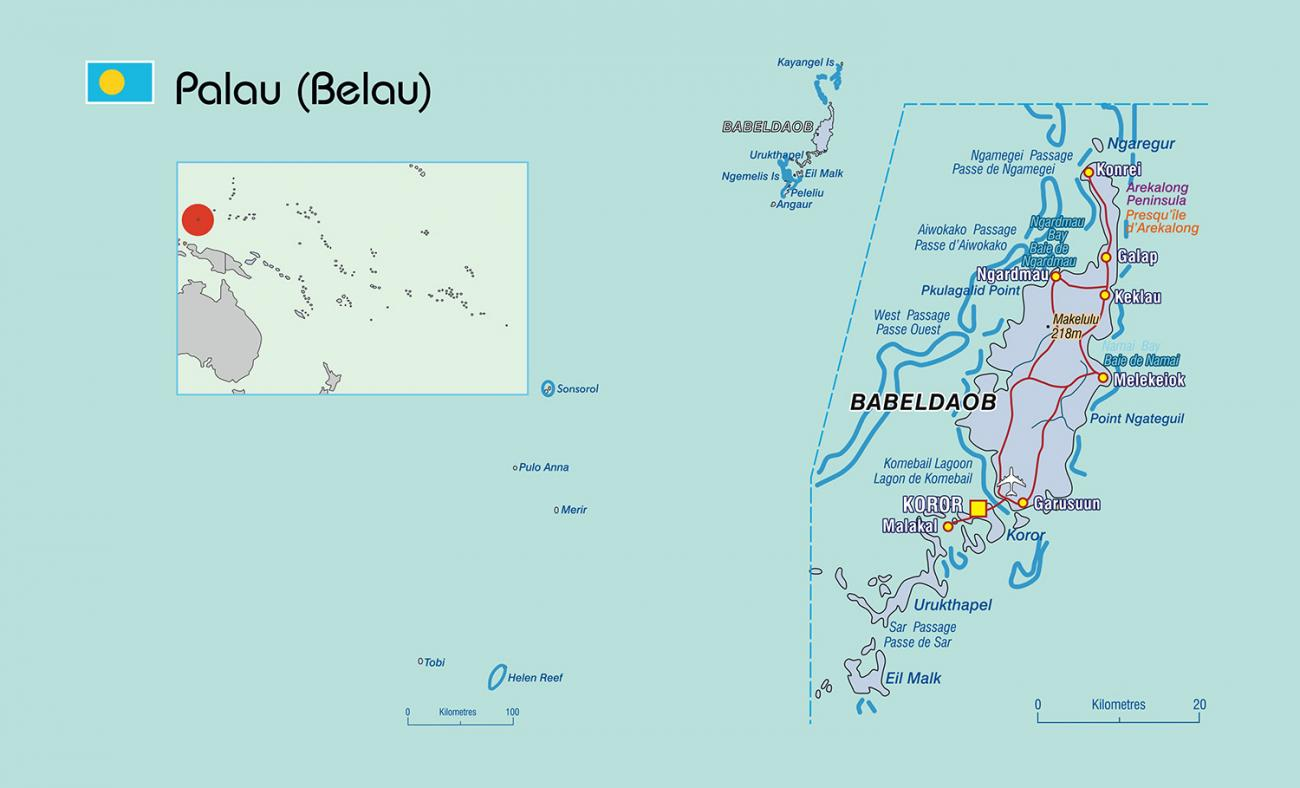 Palau (Belau)
Kayangel Is
BABELDAOB
Urukthapel
Ngemelis Is
Eil Malk
Peleliu
Angaur
Sonsorol
Pulo Anna
Merir
Tobi
Helen Reef
0 Kilometres 100
Ngaregur
Ngamegei Passage
Passe de Ngamegei
Konrei
Arekalong
Peninsula
Presqu'île
d'Arekalong
Ngardmau
Bay
Baie de
Ngardmau
Aiwokako Passage
Passe d'Aiwokako
Galap
Ngardmau
Pkulagalid Point
Keklau
West Passage
Passe Ouest
Makelulu
218m
Namai Bay
Baie de Namai
Melekeiok
BABELDAOB
Point Ngateguil
Komebail Lagoon
Lagon de Komebail
KOROR
Garusuun
Malakal
Koror
Urukthapel
Sar Passage
Passe de Sar
Eil Malk
0 Kilometres 20